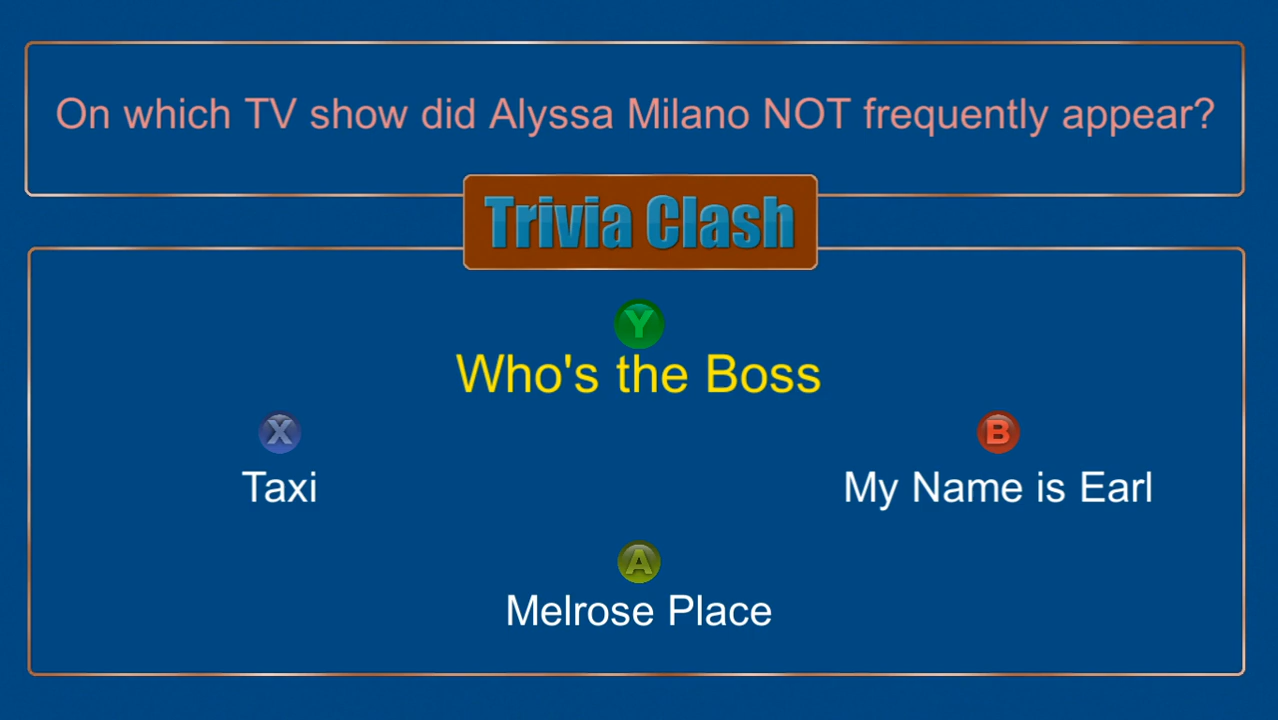 On which TV show did Alyssa Milano NOT frequently appear?
Trivia Clash
Y
Who's the Boss
X
B
Taxi
My Name is Earl
A
Melrose Place